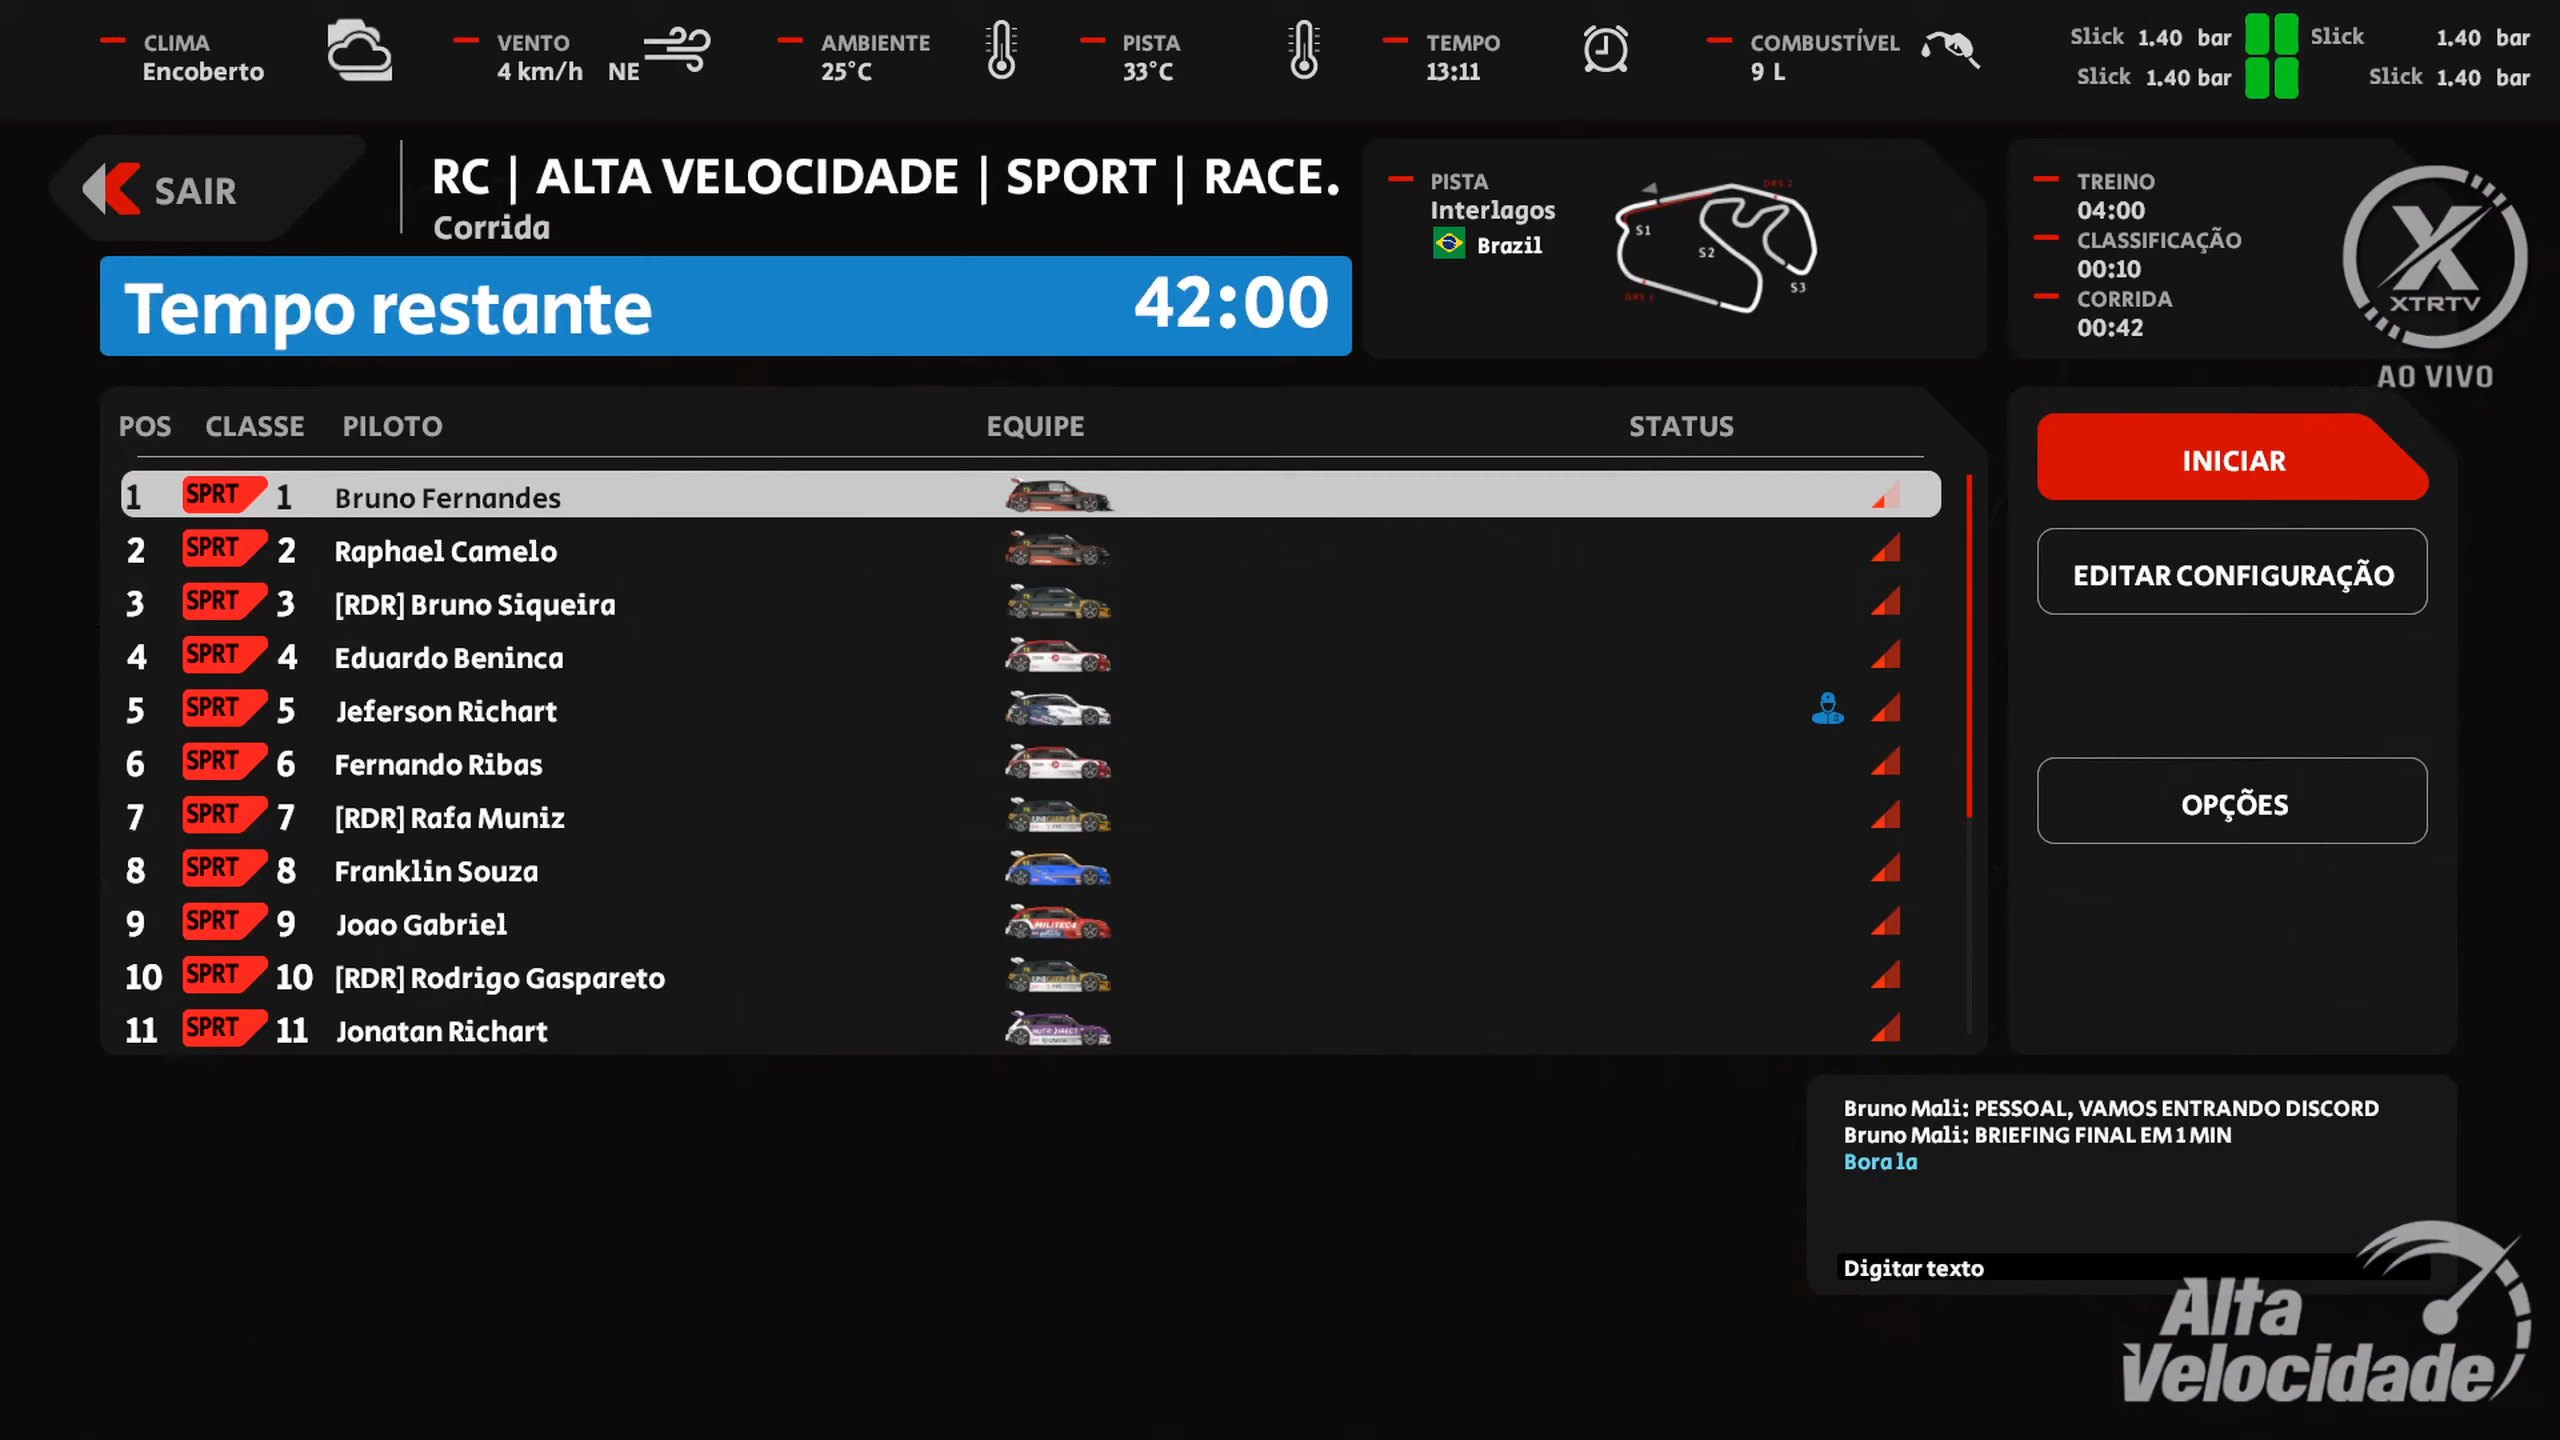 CLIMA
Encoberto
VENTO
4 km/h NE
AMBIENTE
25°C
PISTA
33°C
TEMPO
13:11
COMBUSTÍVEL
9 L
Slick 1.40 bar Slick 1.40 bar
Slick 1.40 bar Slick 1.40 bar
SAIR
RC | ALTA VELOCIDADE | SPORT | RACE.
Corrida
Tempo restante 42:00
PISTA
Interlagos
Brazil
DRS 2
S1
S2
S3
DRS 1
TREINO
04:00
CLASSIFICAÇÃO
00:10
CORRIDA
00:42
X
XTRTV
AO VIVO
POS CLASSE PILOTO EQUIPE STATUS
1 SPRT 1 Bruno Fernandes
2 SPRT 2 Raphael Camelo
3 SPRT 3 [RDR] Bruno Siqueira
4 SPRT 4 Eduardo Beninca
5 SPRT 5 Jeferson Richart
6 SPRT 6 Fernando Ribas
7 SPRT 7 [RDR] Rafa Muniz
8 SPRT 8 Franklin Souza
9 SPRT 9 Joao Gabriel
10 SPRT 10 [RDR] Rodrigo Gaspareto
11 SPRT 11 Jonatan Richart
INICIAR
EDITAR CONFIGURAÇÃO
OPÇÕES
Bruno Mali: PESSOAL, VAMOS ENTRANDO DISCORD
Bruno Mali: BRIEFING FINAL EM 1 MIN
Bora la
Digitar texto
Alta
Velocidade